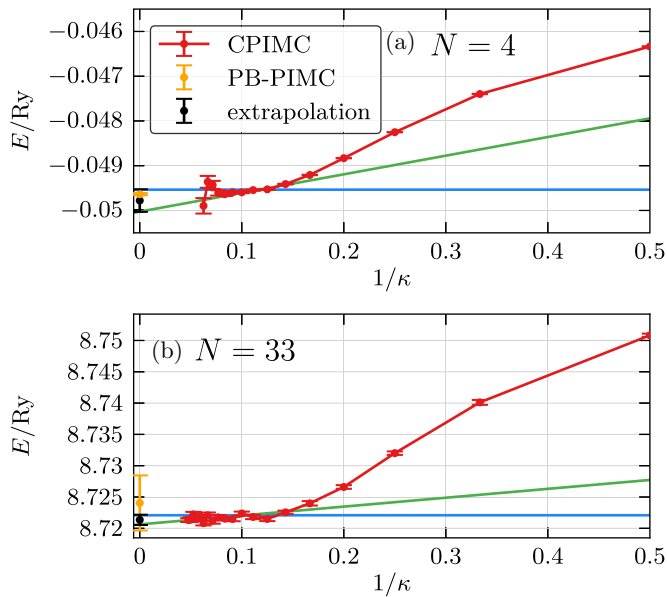 −0.046
−0.047
−0.048
−0.049
−0.05
E/Ry
CPIMC
PB-PIMC
extrapolation
(a) N = 4
0 0.1 0.2 0.3 0.4 0.5
1/κ
8.75
8.745
8.74
8.735
8.73
8.725
8.72
E/Ry
(b) N = 33
0 0.1 0.2 0.3 0.4 0.5
1/κ